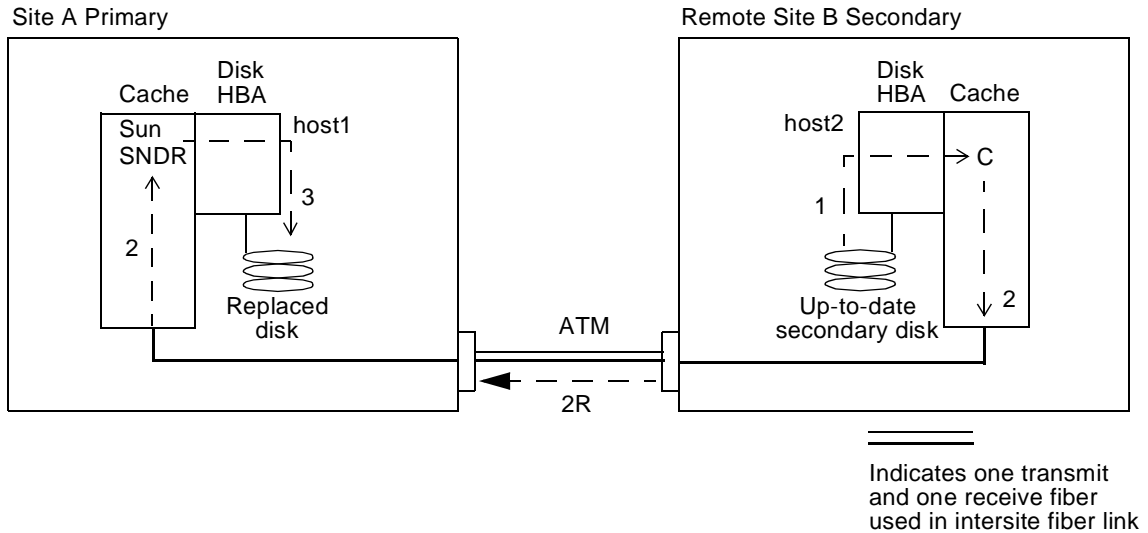 Site A Primary
Remote Site B Secondary
Disk
HBA
Cache
Sun
SNDR
host1
3
2
Replaced
disk
Disk
HBA
Cache
host2
C
1
2
Up-to-date
secondary disk
ATM
2R
Indicates one transmit
and one receive fiber
used in intersite fiber link